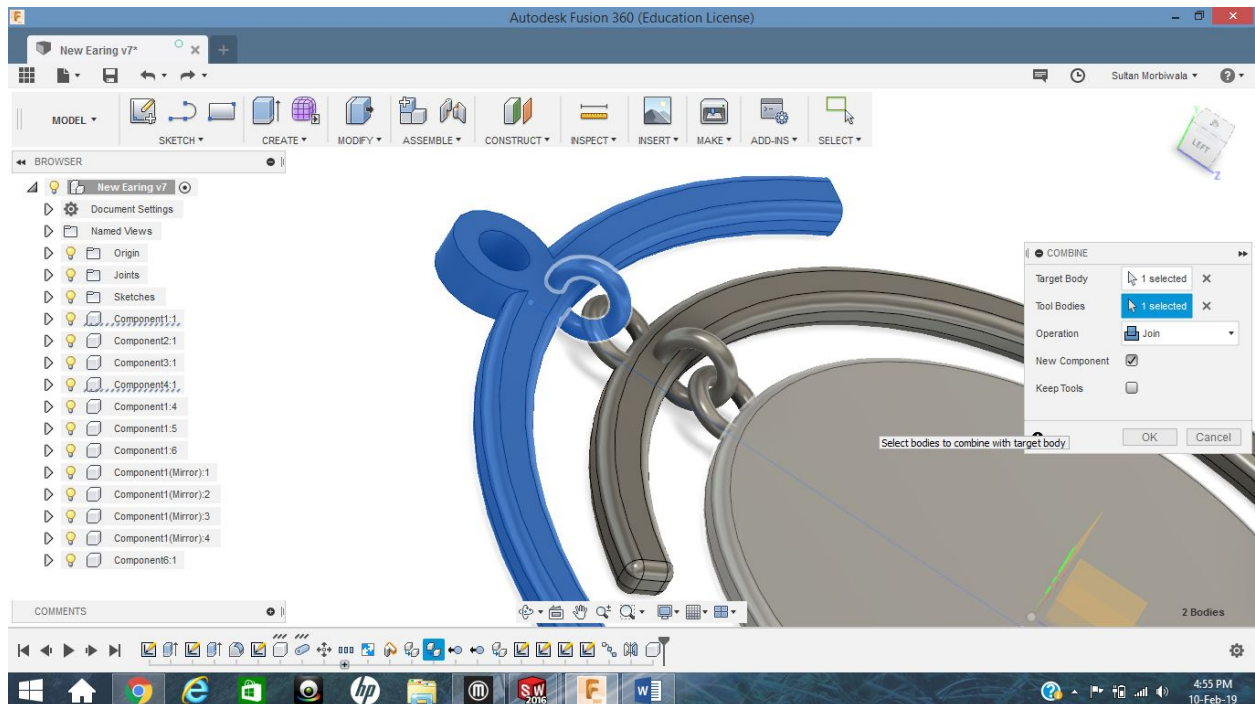 Autodesk Fusion 360 (Education License)
New Earing v7*
Sultan Morbiwala
MODEL
SKETCH
CREATE
MODIFY
ASSEMBLE
CONSTRUCT
INSPECT
INSERT
MAKE
ADD-INS
SELECT
BROWSER
New Earing v7
Document Settings
Named Views
Origin
Joints
Sketches
Component1:1
Component2:1
Component3:1
Component4:1
Component1:4
Component1:5
Component1:6
Component1(Mirror):1
Component1(Mirror):2
Component1(Mirror):3
Component1(Mirror):4
Component6:1
LEFT
Y
Z
COMBINE
Target Body 1 selected
Tool Bodies 1 selected
Operation Join
New Component
Keep Tools
OK Cancel
Select bodies to combine with target body
2 Bodies
COMMENTS
hp
SW
2016
F
W
4:55 PM
10-Feb-19